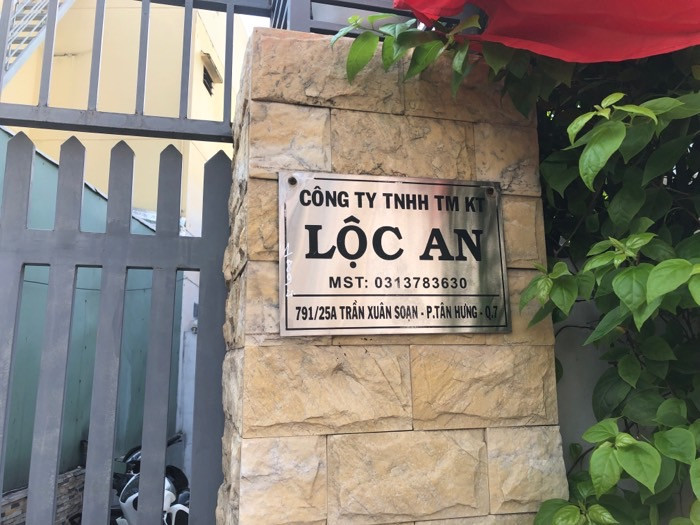 CÔNG TY TNHH TM KT
LỘC AN
MST: 0313783630
791/25A TRẦN XUÂN SOẠN - P.TÂN HƯNG - Q.7